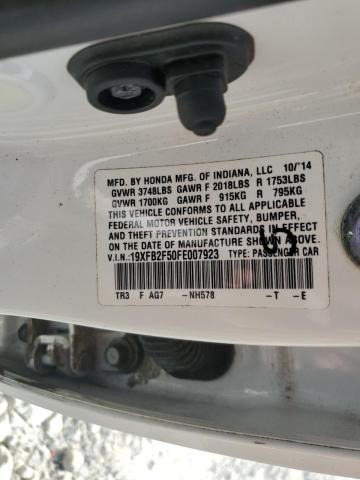 MFD. BY HONDA MFG. OF INDIANA, LLC 10/'14
GVWR 3748LBS GAWR F 2018LBS R 1753LBS
GVWR 1700KG GAWR F 915KG R 795KG
THIS VEHICLE CONFORMS TO ALL APPLICABLE
FEDERAL MOTOR VEHICLE SAFETY, BUMPER,
AND THEFT PREVENTION STANDARDS IN EFFECT
ON THE DATE OF MANUFACTURE SHOWN ABOVE.
V.I.N.: 19XFB2F50FE007923 TYPE: PASSENGER CAR
TR3 F AG7 -NH578 -T -E